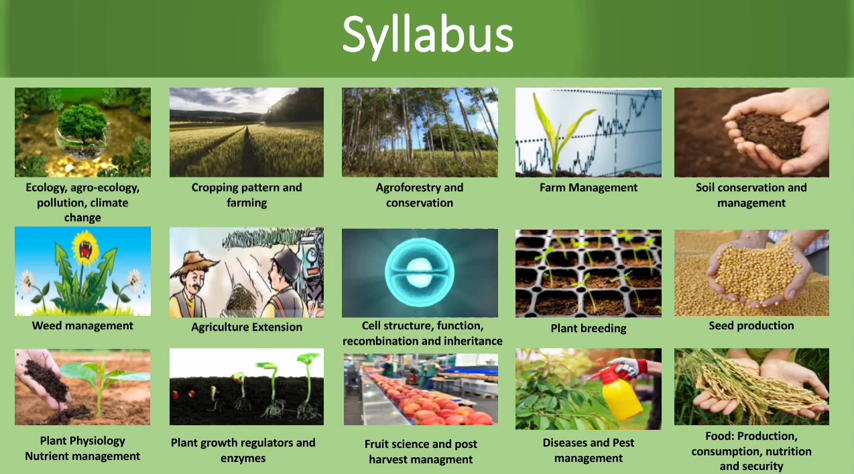 Syllabus
Ecology, agro-ecology,
pollution, climate
change
Cropping pattern and
farming
Agroforestry and
conservation
Farm Management
Soil conservation and
management
Weed management
Agriculture Extension
Cell structure, function,
recombination and inheritance
Plant breeding
Seed production
Plant Physiology
Nutrient management
Plant growth regulators and
enzymes
Fruit science and post
harvest managment
Diseases and Pest
management
Food: Production,
consumption, nutrition
and security